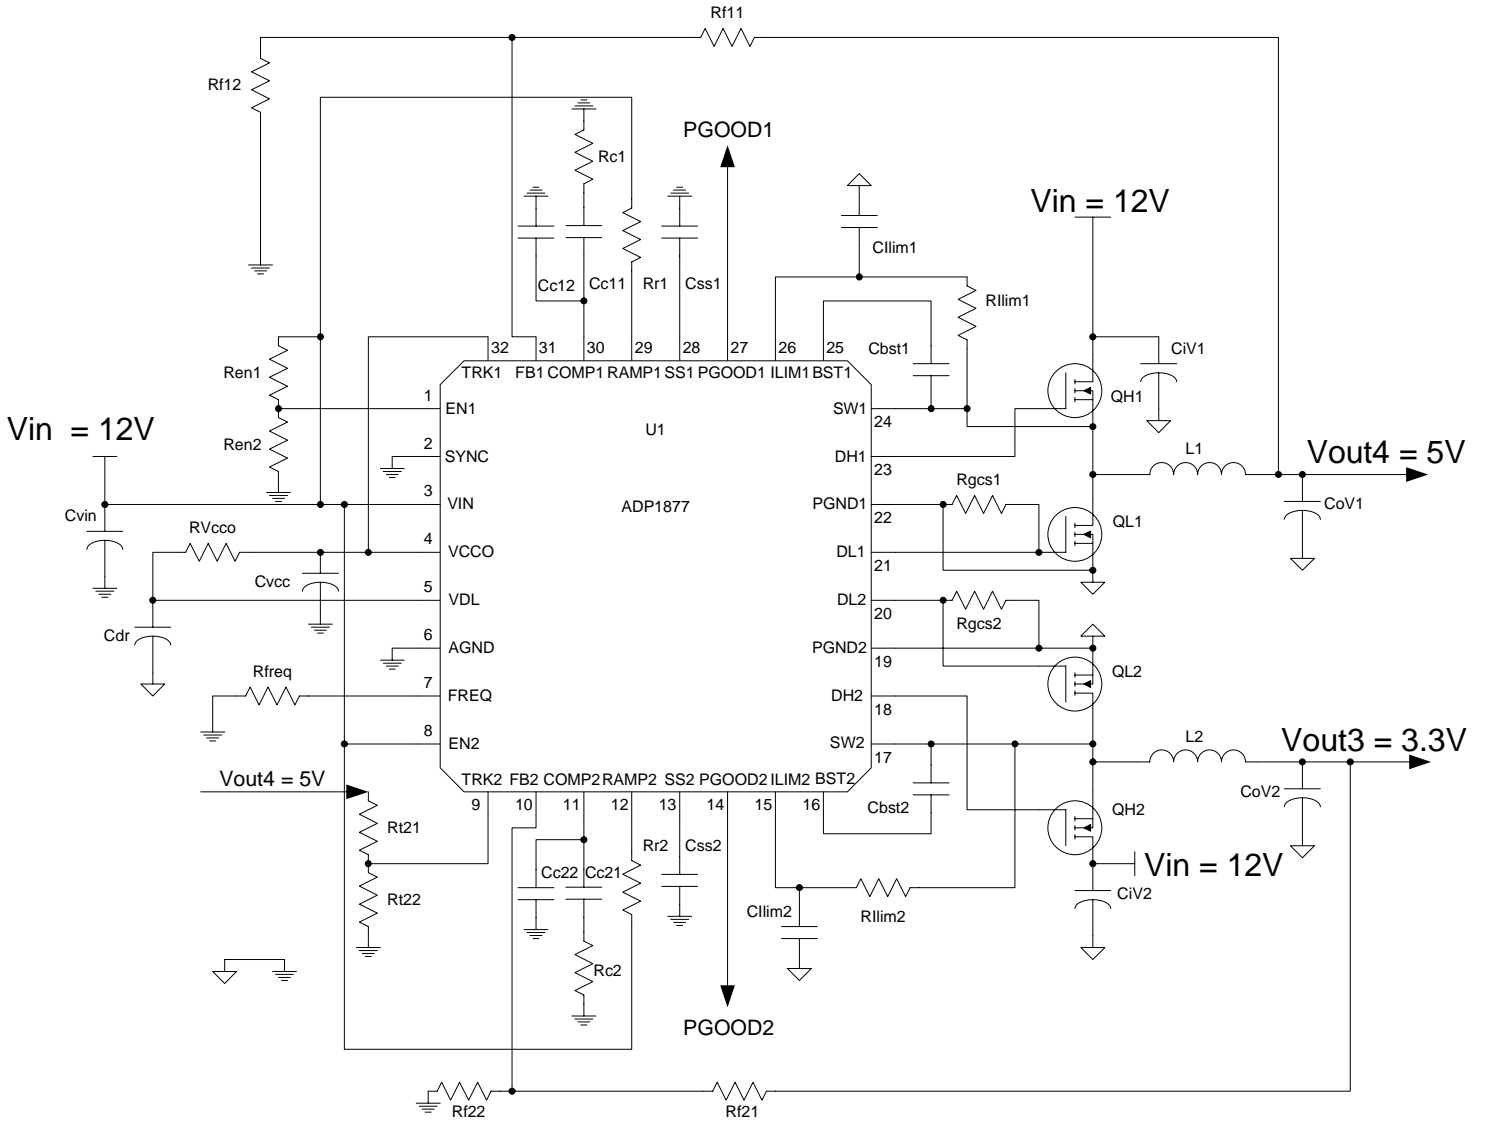 Rf11
Rf12
PGOOD1
Rc1
Vin = 12V
CIlim1
Cc12
Cc11
Rr1
Css1
RIlim1
32
31
30
29
28
27
26
25
Cbst1
CiV1
Ren1
TRK1
FB1
COMP1
RAMP1
SS1
PGOOD1
ILIM1
BST1
1
EN1
SW1
24
QH1
Vin = 12V
Ren2
U1
2
SYNC
DH1
23
L1
Vout4 = 5V
3
VIN
ADP1877
PGND1
22
Rgcs1
CoV1
Cvin
RVcco
QL1
4
VCCO
DL1
21
Cvcc
5
VDL
DL2
20
Rgcs2
Cdr
6
AGND
PGND2
19
QL2
Rfreq
7
FREQ
DH2
18
8
EN2
SW2
17
L2
Vout3 = 3.3V
Vout4 = 5V
TRK2
FB2
COMP2
RAMP2
SS2
PGOOD2
ILIM2
BST2
9
10
11
12
13
14
15
16
Cbst2
CoV2
QH2
Rt21
Rr2
Css2
Cc22
Cc21
Vin = 12V
Rt22
CIlim2
RIlim2
CiV2
Rc2
PGOOD2
Rf22
Rf21